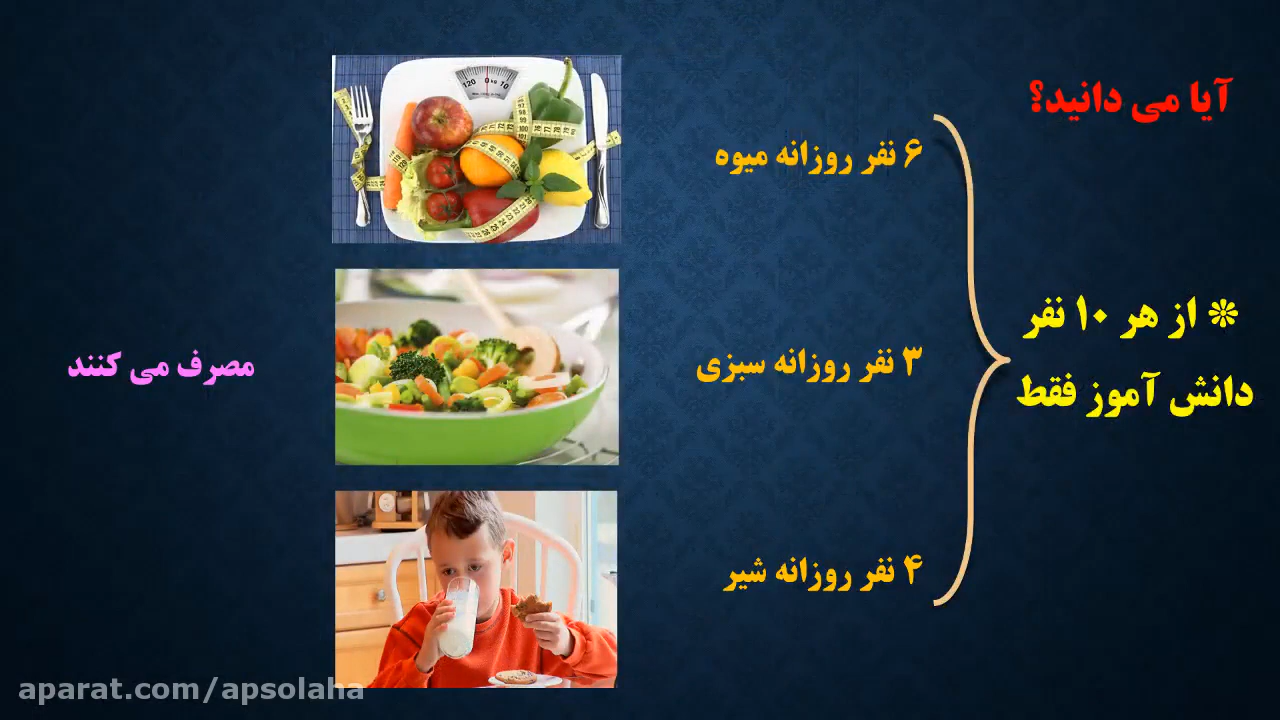 آیا می دانید؟
* از هر ۱۰ نفر
دانش آموز فقط
۶ نفر روزانه میوه
۳ نفر روزانه سبزی
۴ نفر روزانه شیر
مصرف می کنند
aparat.com/apsolaha